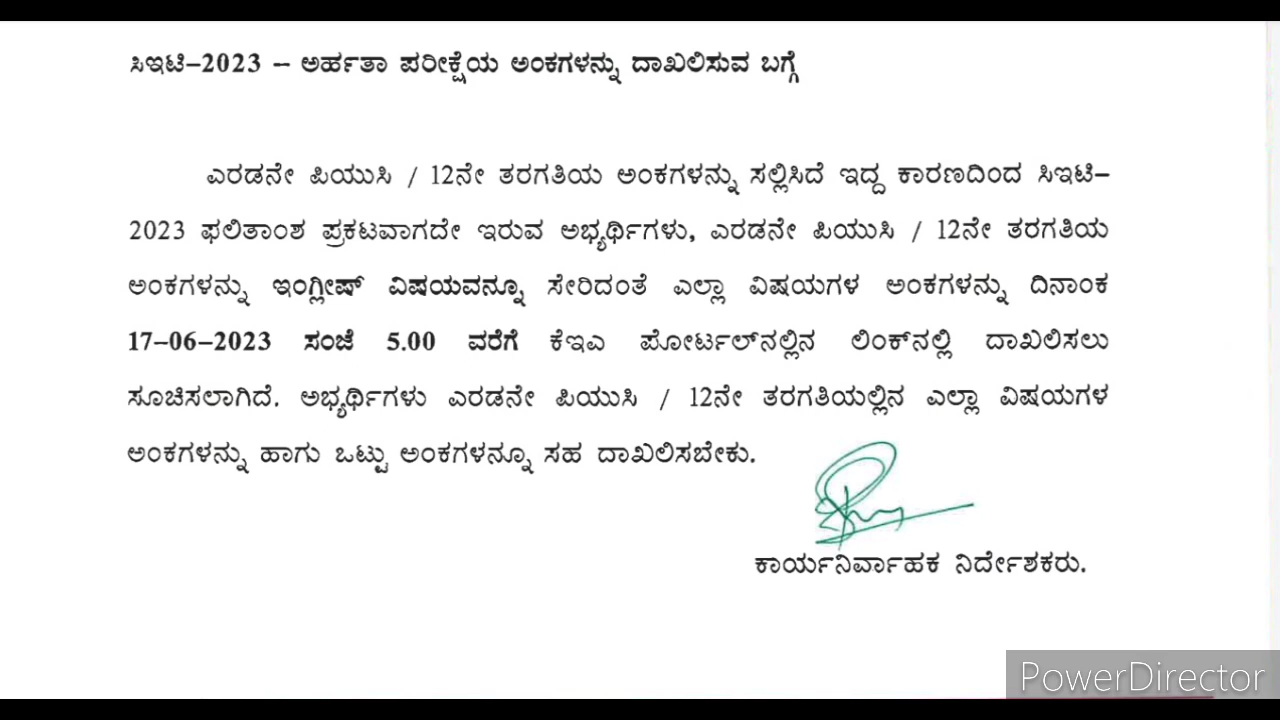 ಸಿಇಟಿ–2023 – ಅರ್ಹತಾ ಪರೀಕ್ಷೆಯ ಅಂಕಗಳನ್ನು ದಾಖಲಿಸುವ ಬಗ್ಗೆ
ಎರಡನೇ ಪಿಯುಸಿ / 12ನೇ ತರಗತಿಯ ಅಂಕಗಳನ್ನು ಸಲ್ಲಿಸಿದೆ ಇದ್ದ ಕಾರಣದಿಂದ ಸಿಇಟಿ–
2023 ಫಲಿತಾಂಶ ಪ್ರಕಟವಾಗದೇ ಇರುವ ಅಭ್ಯರ್ಥಿಗಳು, ಎರಡನೇ ಪಿಯುಸಿ / 12ನೇ ತರಗತಿಯ
ಅಂಕಗಳನ್ನು ಇಂಗ್ಲೀಷ್ ವಿಷಯವನ್ನೂ ಸೇರಿದಂತೆ ಎಲ್ಲಾ ವಿಷಯಗಳ ಅಂಕಗಳನ್ನು ದಿನಾಂಕ
17–06–2023 ಸಂಜೆ 5.00 ವರೆಗೆ ಕೆಇಎ ಪೋರ್ಟಲ್‌ನಲ್ಲಿನ ಲಿಂಕ್‌ನಲ್ಲಿ ದಾಖಲಿಸಲು
ಸೂಚಿಸಲಾಗಿದೆ. ಅಭ್ಯರ್ಥಿಗಳು ಎರಡನೇ ಪಿಯುಸಿ / 12ನೇ ತರಗತಿಯಲ್ಲಿನ ಎಲ್ಲಾ ವಿಷಯಗಳ
ಅಂಕಗಳನ್ನು ಹಾಗು ಒಟ್ಟು ಅಂಕಗಳನ್ನೂ ಸಹ ದಾಖಲಿಸಬೇಕು.
ಕಾರ್ಯನಿರ್ವಾಹಕ ನಿರ್ದೇಶಕರು.
PowerDirector